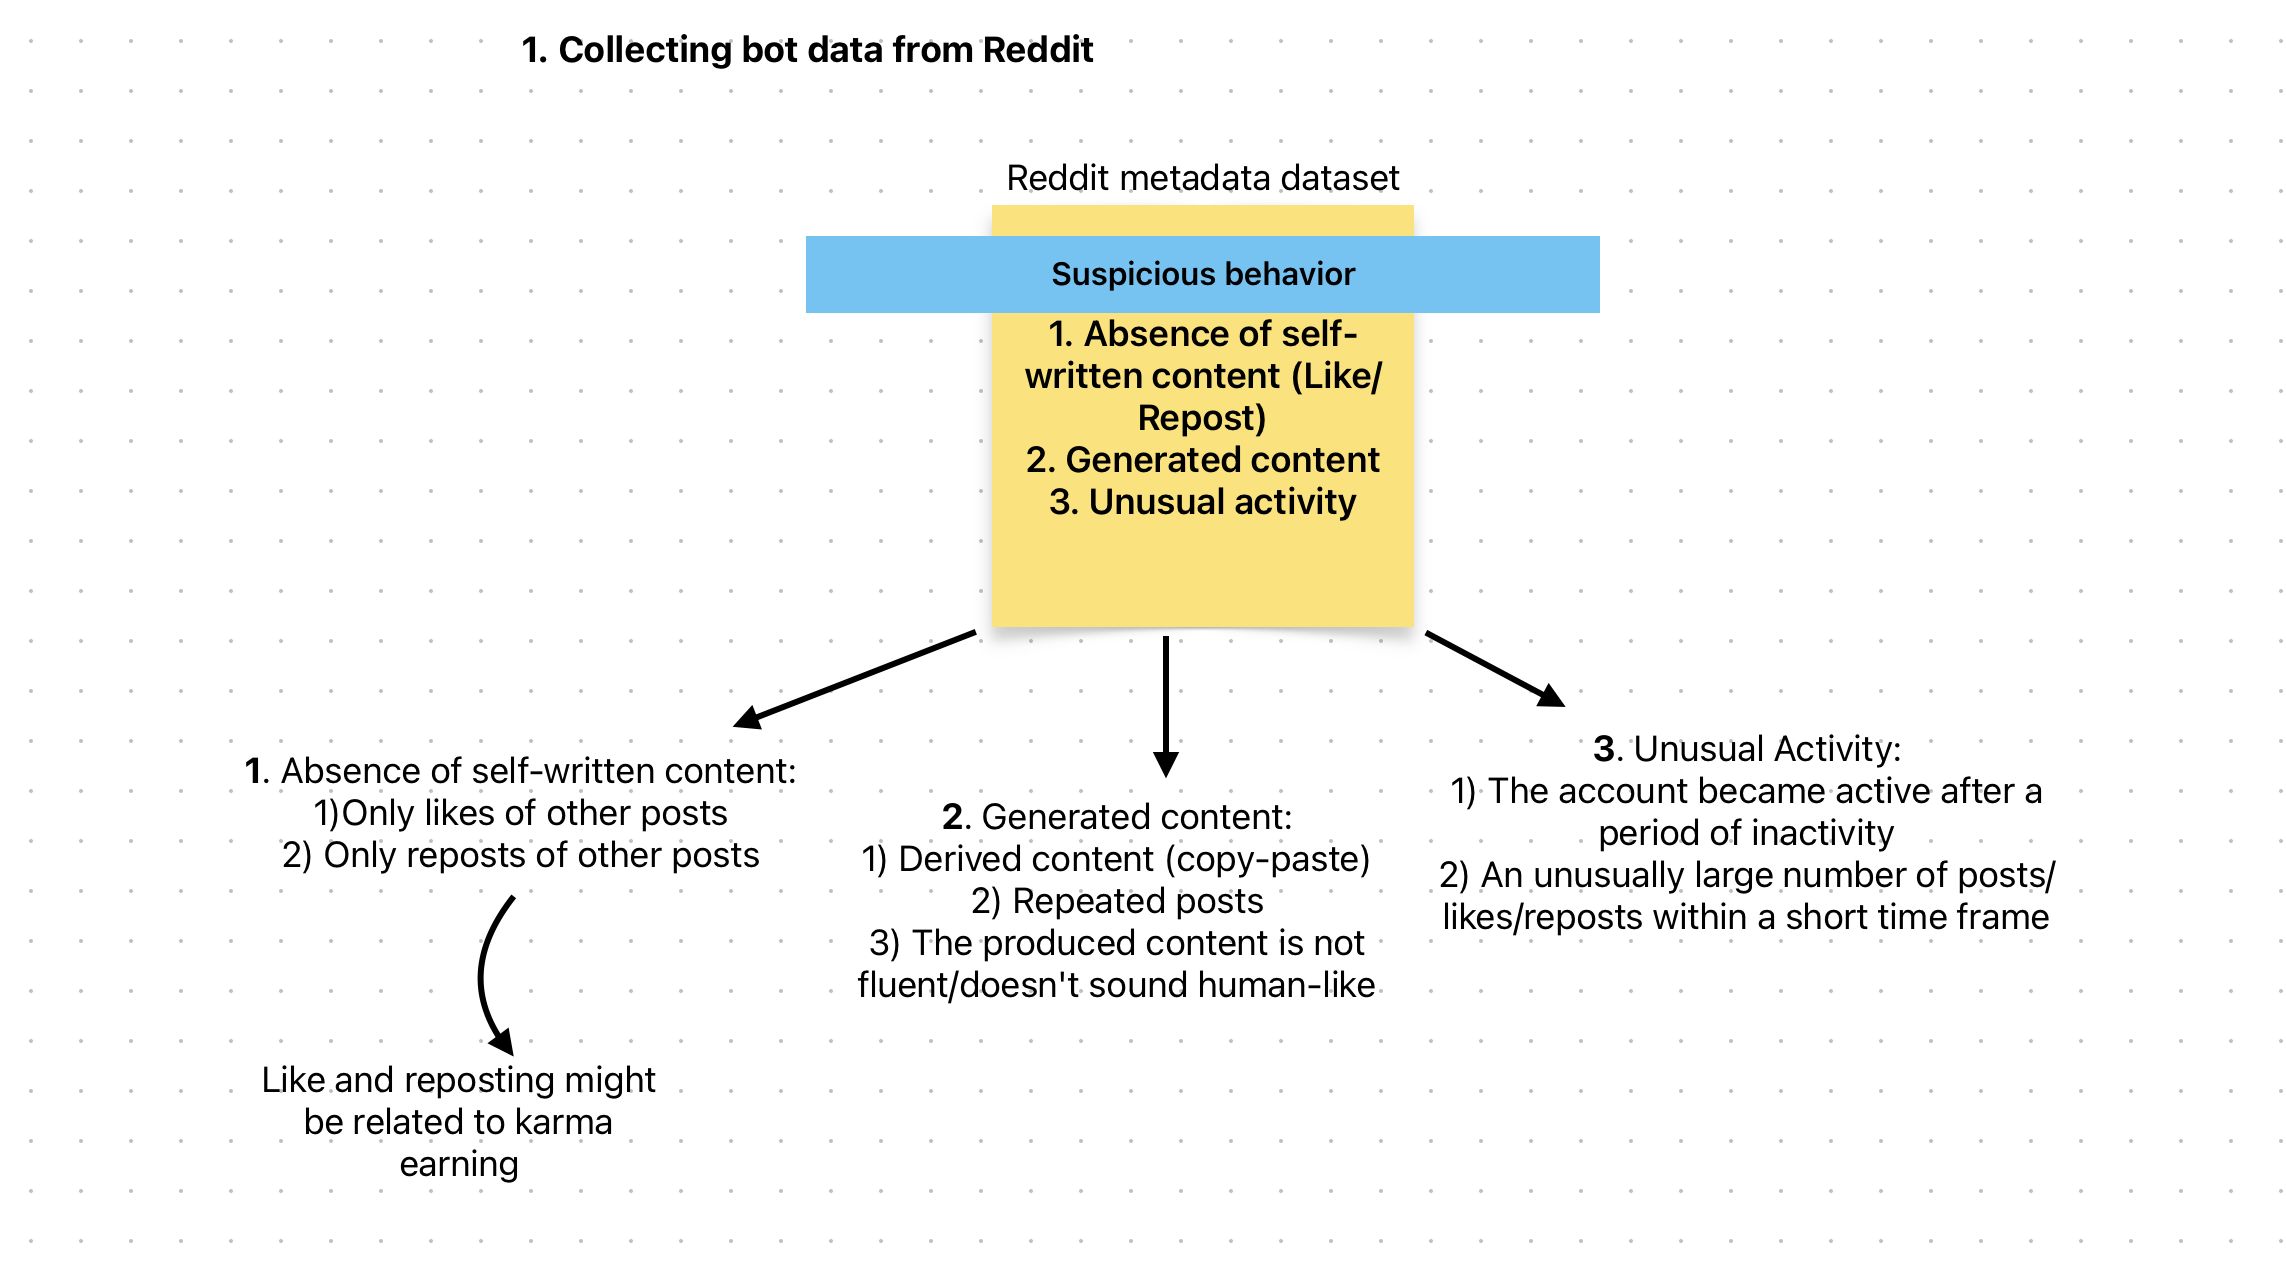 1. Collecting bot data from Reddit
Reddit metadata dataset
Suspicious behavior
1. Absence of self-
written content (Like/
Repost)
2. Generated content
3. Unusual activity
1. Absence of self-written content:
1)Only likes of other posts
2) Only reposts of other posts
Like and reposting might
be related to karma
earning
2. Generated content:
1) Derived content (copy-paste)
2) Repeated posts
3) The produced content is not
fluent/doesn't sound human-like
3. Unusual Activity:
1) The account became active after a
period of inactivity
2) An unusually large number of posts/
likes/reposts within a short time frame